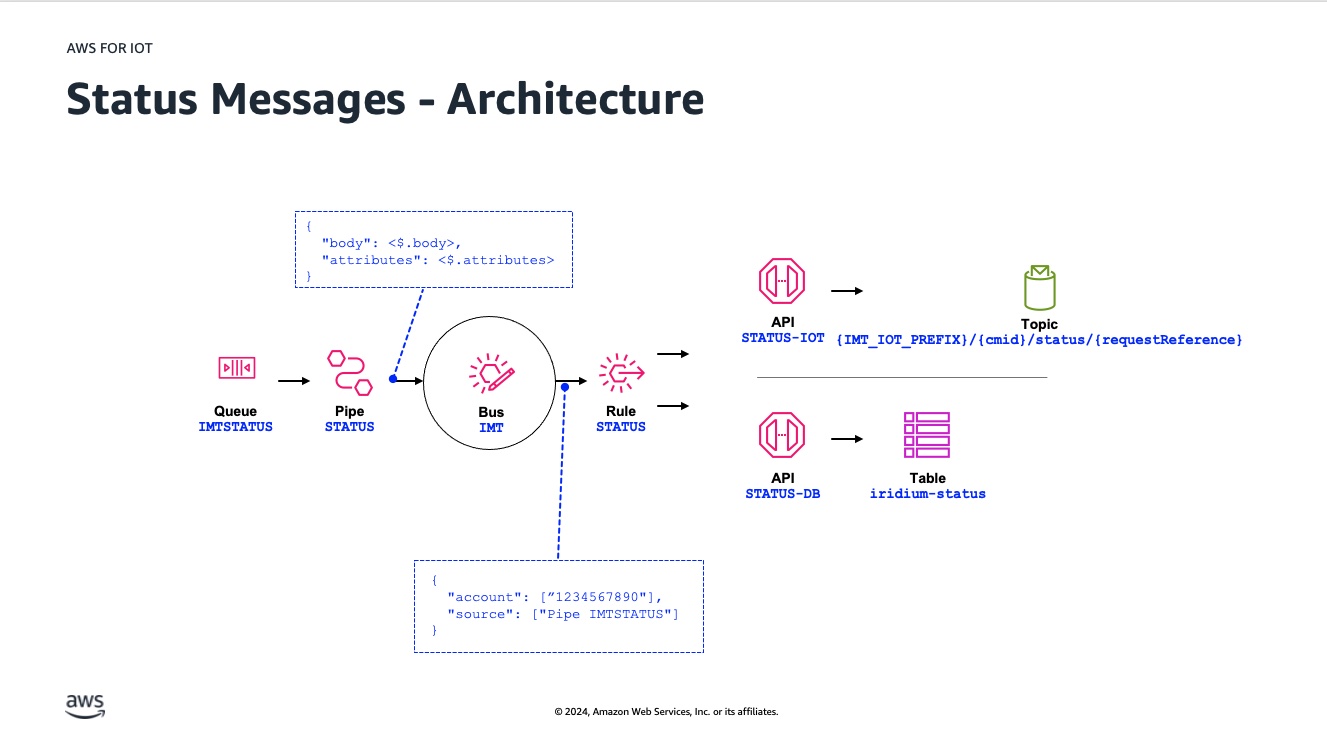 AWS FOR IOT
Status Messages - Architecture
{
"body": <$.body>,
"attributes": <$.attributes>
}
Queue
IMTSTATUS
Pipe
STATUS
Bus
IMT
Rule
STATUS
API
STATUS-IOT
Topic
{IMT_IOT_PREFIX}/{cmid}/status/{requestReference}
API
STATUS-DB
Table
iridium-status
{
"account": [”1234567890"],
"source": ["Pipe IMTSTATUS"]
}
aws
© 2024, Amazon Web Services, Inc. or its affiliates.